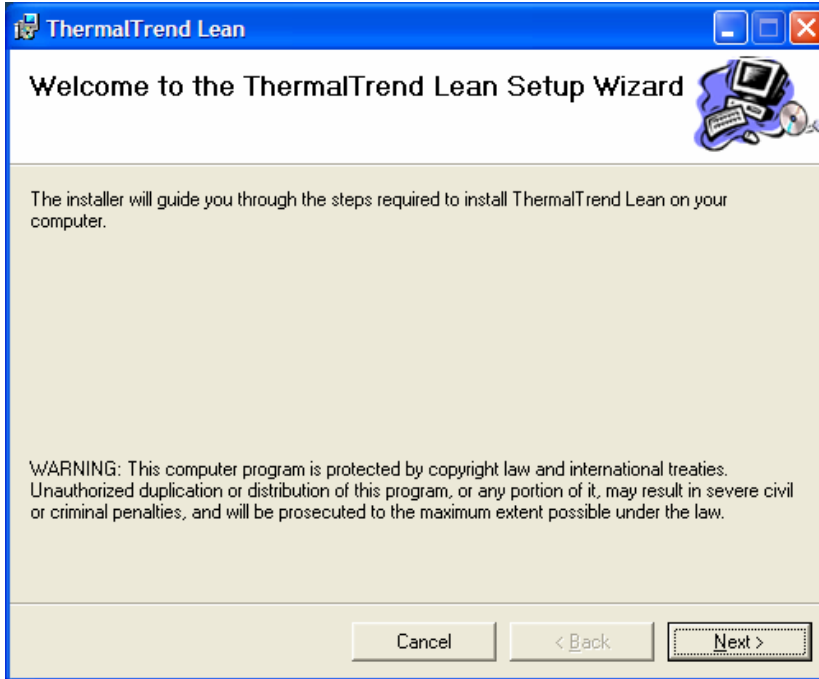 ThermalTrend Lean
Welcome to the ThermalTrend Lean Setup Wizard
The installer will guide you through the steps required to install ThermalTrend Lean on your
computer.
WARNING: This computer program is protected by copyright law and international treaties.
Unauthorized duplication or distribution of this program, or any portion of it, may result in severe civil
or criminal penalties, and will be prosecuted to the maximum extent possible under the law.
Cancel < Back Next >